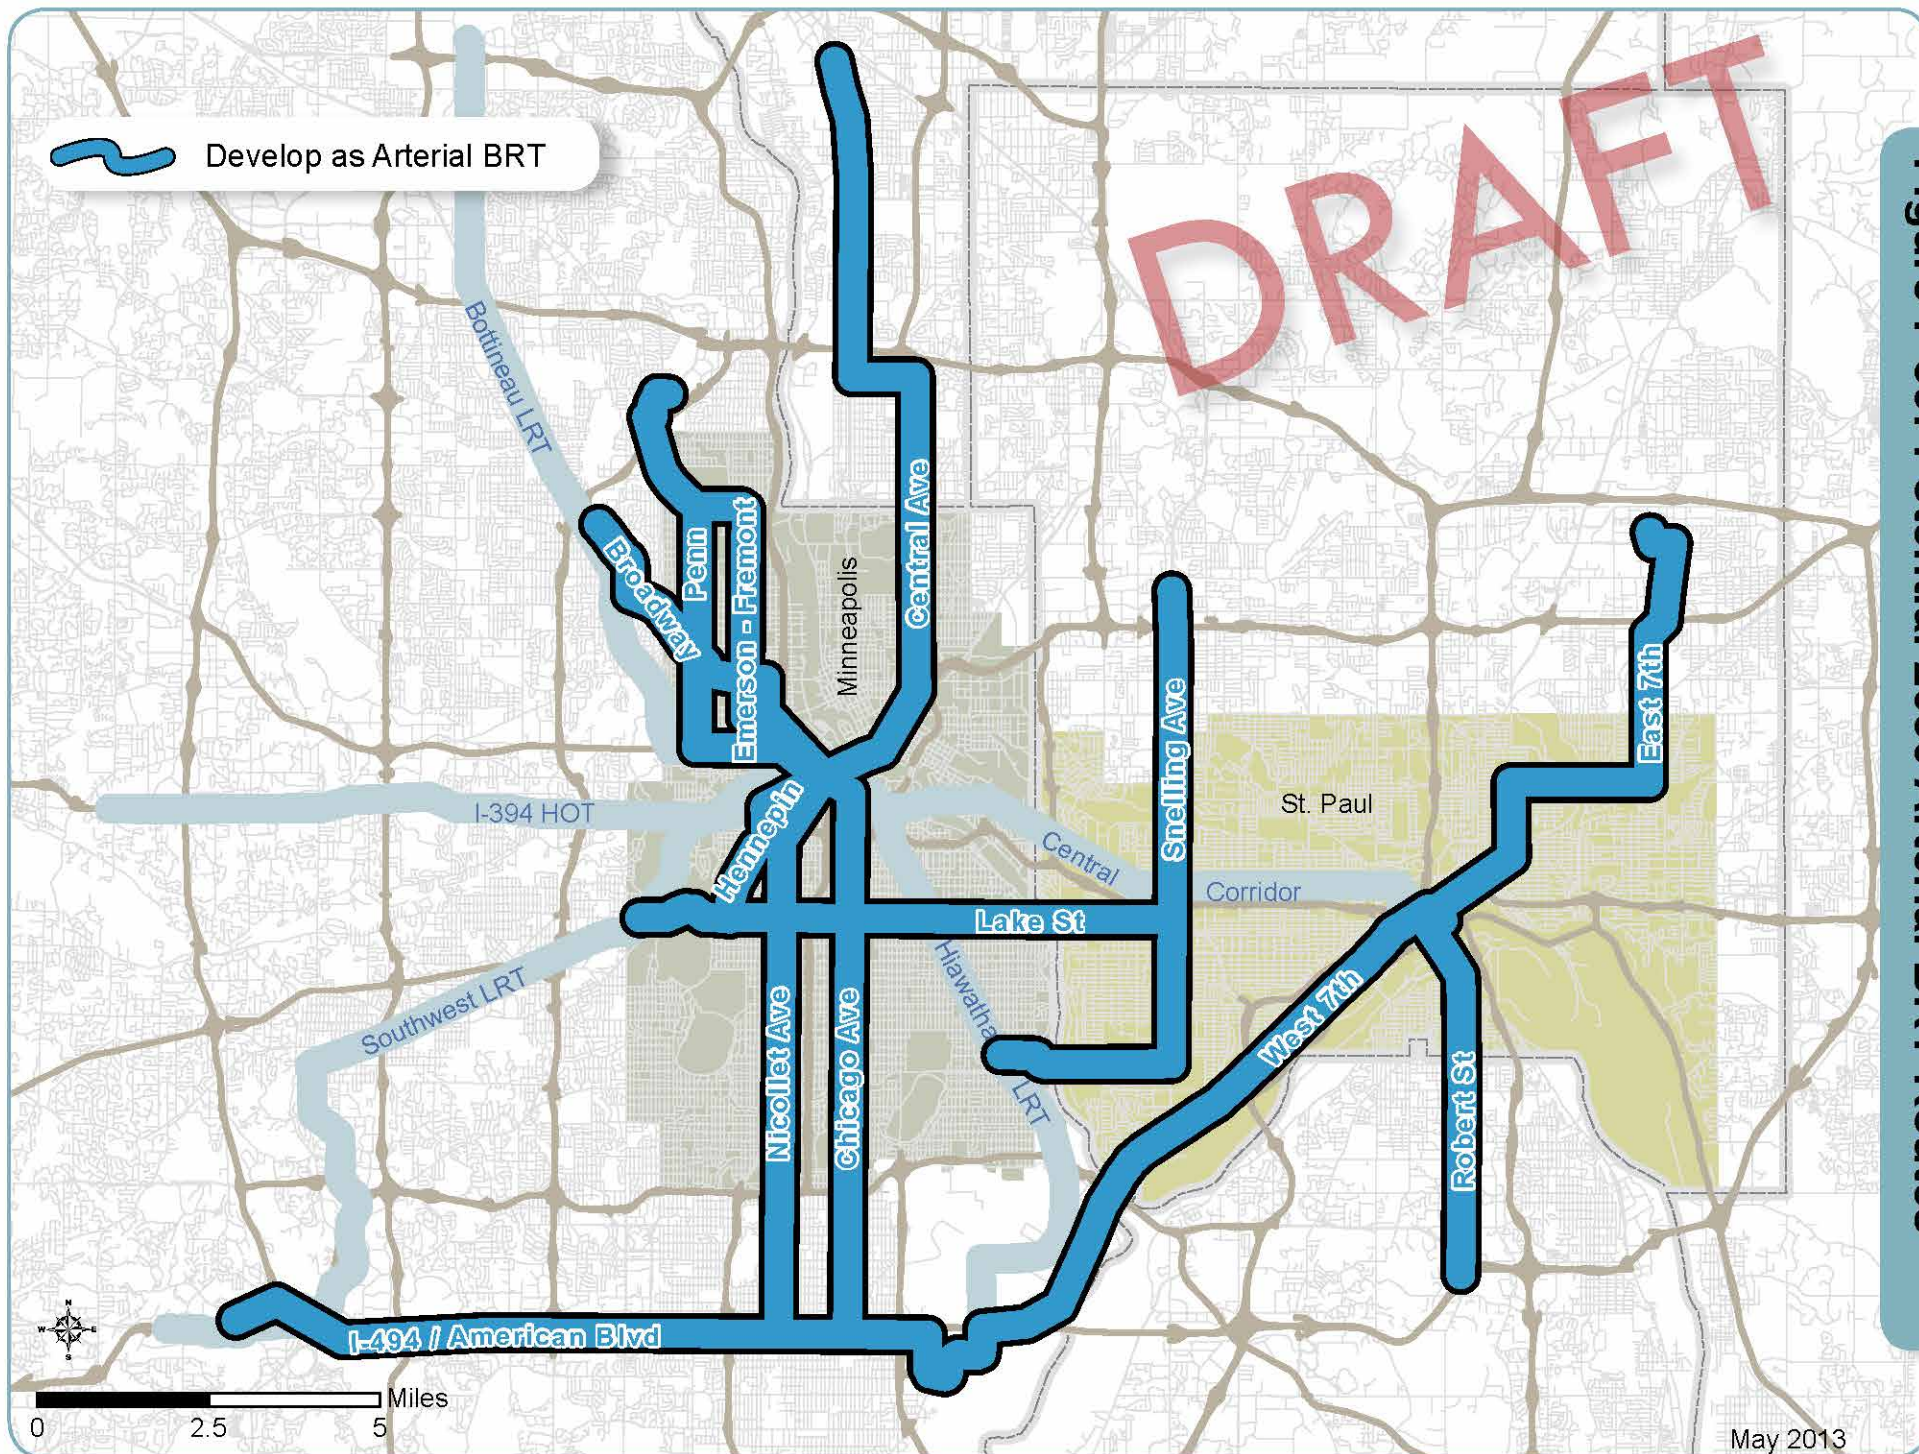 Develop as Arterial BRT
DRAFT
Bottineau LRT
Broadway
Penn
Emerson - Fremont
Minneapolis
Central Ave
Snelling Ave
East 7th
St. Paul
I-394 HOT
Hennepin
Central
Corridor
Lake St
Southwest LRT
Hiawatha
LRT
Nicollet Ave
Chicago Ave
West 7th
Robert St
I-494 / American Blvd
N
W
E
S
Miles
0
2.5
5
May 2013